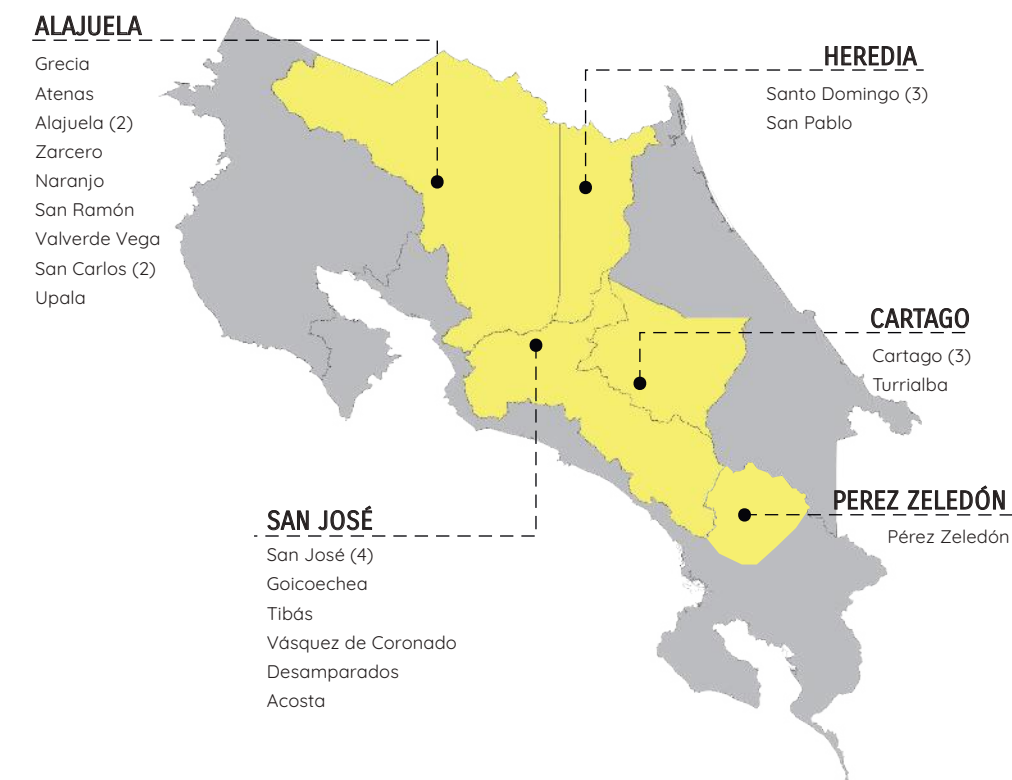 ALAJUELA
Grecia
Atenas
Alajuela (2)
Zarcero
Naranjo
San Ramón
Valverde Vega
San Carlos (2)
Upala
HEREDIA
Santo Domingo (3)
San Pablo
CARTAGO
Cartago (3)
Turrialba
PEREZ ZELEDÓN
Pérez Zeledón
SAN JOSÉ
San José (4)
Goicoechea
Tibás
Vásquez de Coronado
Desamparados
Acosta